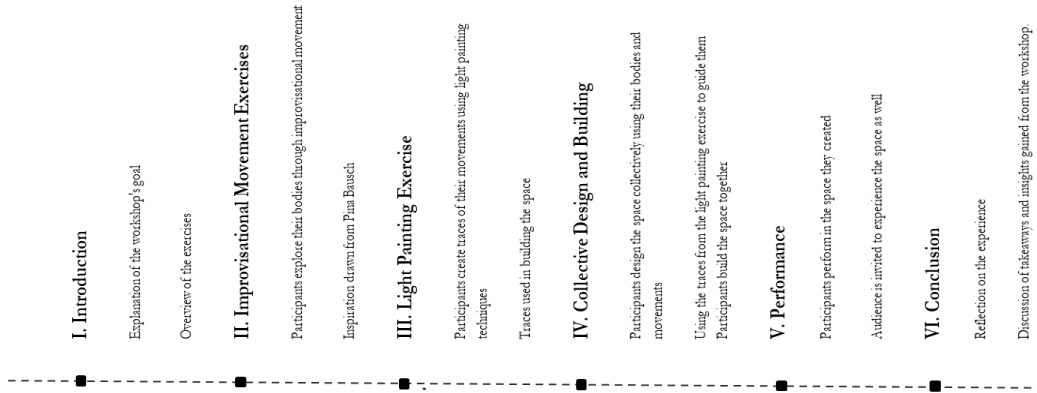 I. Introduction
Explanation of the workshop's goal
Overview of the exercises
II. Improvisational Movement Exercises
Participants explore their bodies through improvisational movement
Inspiration drawn from Pina Bausch
III. Light Painting Exercise
Participants create traces of their movements using light painting
techniques
Traces used in building the space
IV. Collective Design and Building
Participants design the space collectively using their bodies and
movements
Using the traces from the light painting exercise to guide them
Participants build the space together
V. Performance
Participants perform in the space they created
Audience is invited to experience the space as well
VI. Conclusion
Reflection on the experience
Discussion of takeaways and insights gained from the workshop.